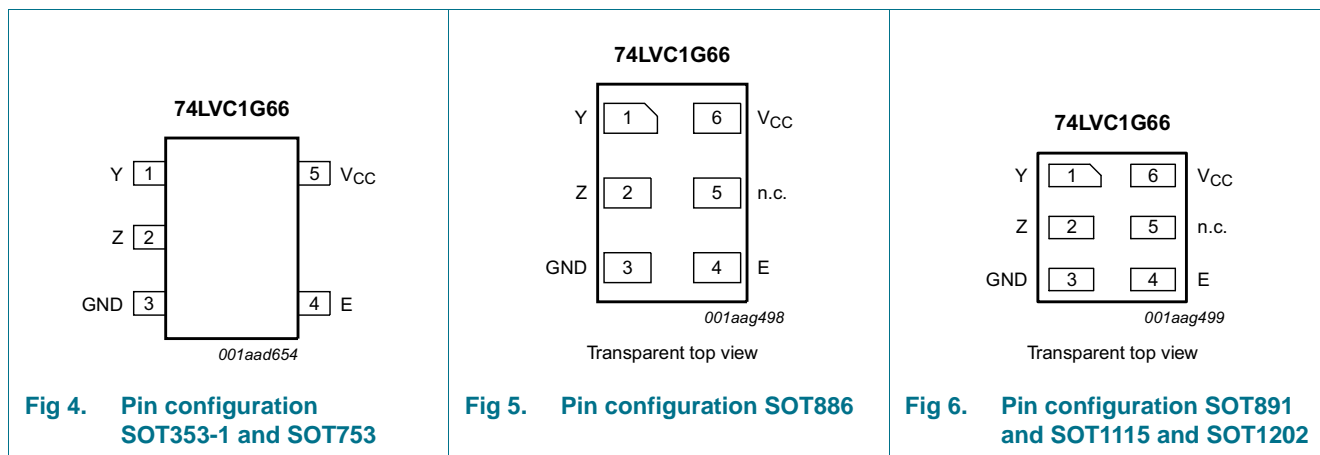 74LVC1G66
Y 1 5 VCC
Z 2
GND 3 4 E
001aad654
Fig 4. Pin configuration
SOT353-1 and SOT753
74LVC1G66
Y 1 6 VCC
Z 2 5 n.c.
GND 3 4 E
001aag498
Transparent top view
Fig 5. Pin configuration SOT886
74LVC1G66
Y 1 6 VCC
Z 2 5 n.c.
GND 3 4 E
001aag499
Transparent top view
Fig 6. Pin configuration SOT891
and SOT1115 and SOT1202